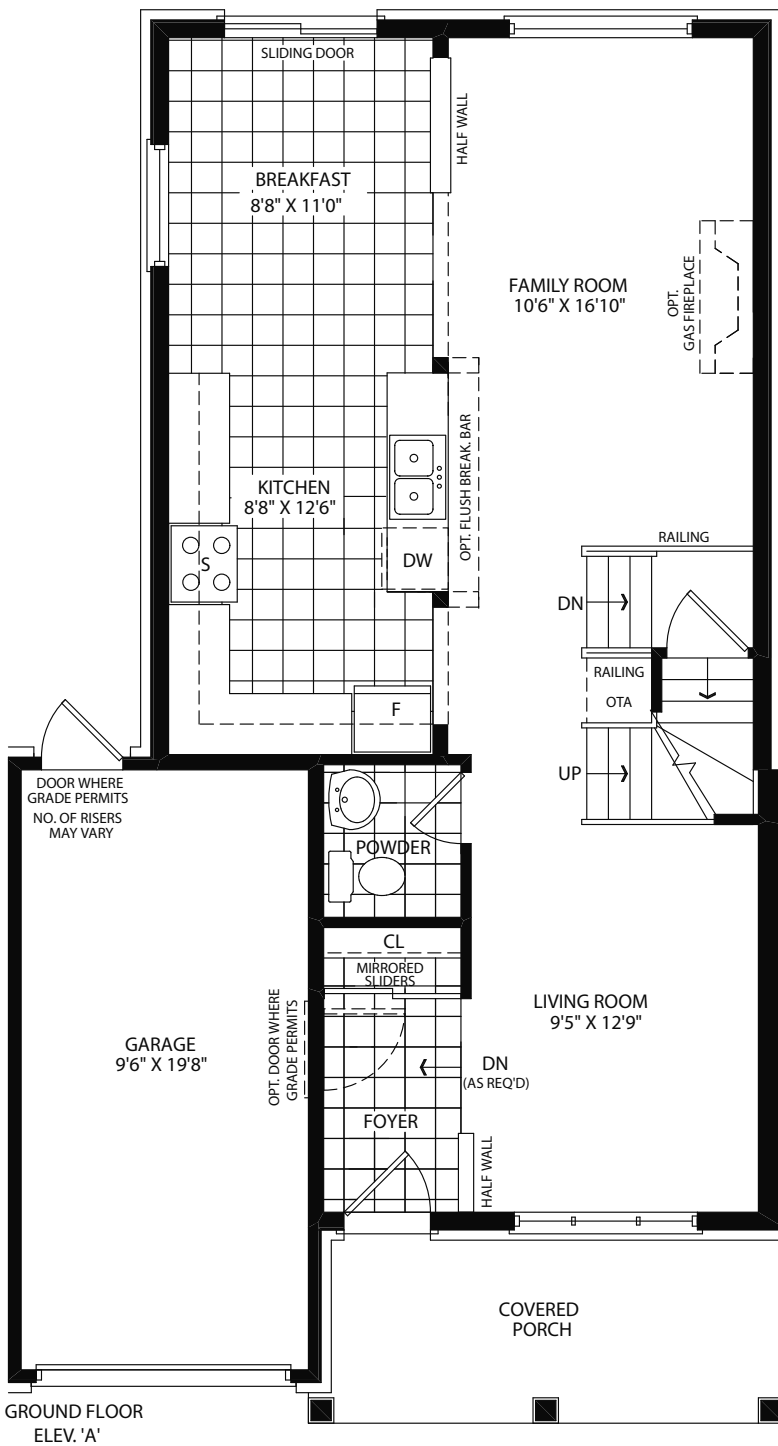 SLIDING DOOR
HALF WALL
BREAKFAST
8'8" X 11'0"
FAMILY ROOM
10'6" X 16'10"
OPT.
GAS FIREPLACE
KITCHEN
8'8" X 12'6"
OPT. FLUSH BREAK. BAR
S
DW
RAILING
DN
RAILING
OTA
F
UP
DOOR WHERE
GRADE PERMITS
NO. OF RISERS
MAY VARY
POWDER
CL
MIRRORED
SLIDERS
LIVING ROOM
9'5" X 12'9"
GARAGE
9'6" X 19'8"
OPT. DOOR WHERE
GRADE PERMITS
DN
(AS REQ'D)
FOYER
HALF WALL
COVERED
PORCH
GROUND FLOOR
ELEV. 'A'